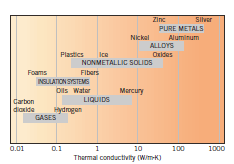 Zinc Silver
PURE METALS
Nickel Aluminum
ALLOYS
Plastics Ice Oxides
NONMETALLIC SOLIDS
Foams Fibers
INSULATION SYSTEMS
Oils Water Mercury
LIQUIDS
Carbon
dioxide Hydrogen
GASES
0.01 0.1 1 10 100 1000
Thermal conductivity (W/m•K)